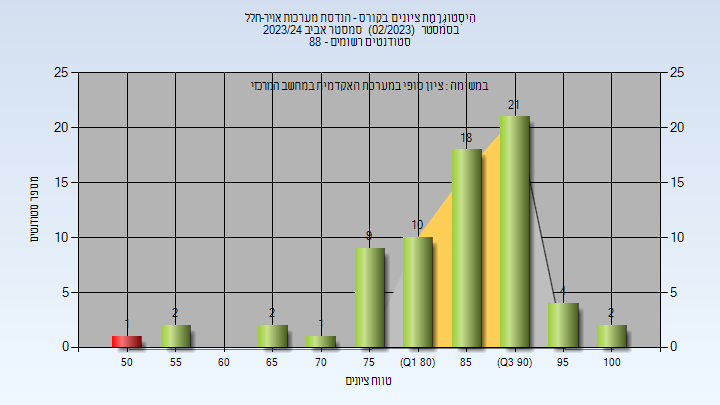 היסטוגרמת ציונים בקורס - הנדסת מערכות אויר-חלל
בסמסטר (02/2023) סמסטר אביב 2023/24
סטודנטים רשומים - 88
במשימה : ציון סופי במערכת האקדמית במחשב המרכזי
25 25
20 20
15 15
10 10
5 5
0 0
1 2 2 1 9 10 18 21 4 2
50 55 60 65 70 75 (Q1 80) 85 (Q3 90) 95 100
מספר סטודנטים
טווח ציונים